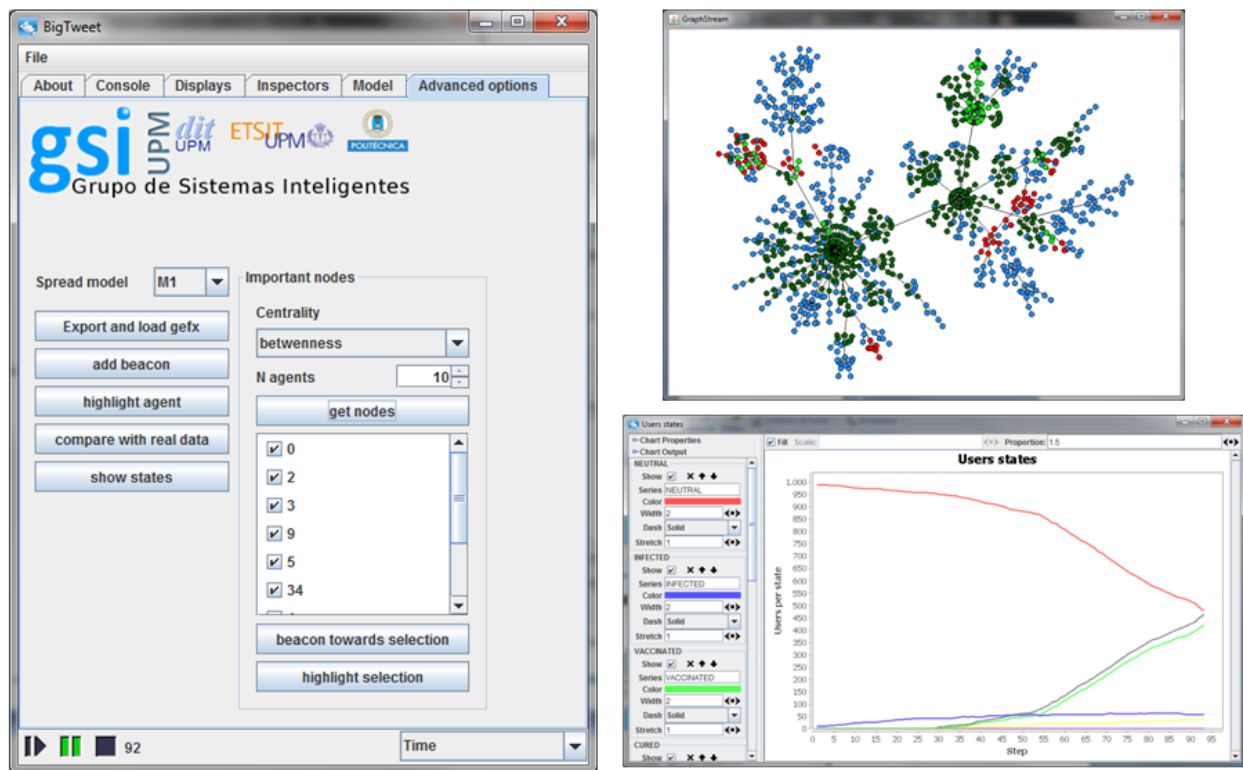 BigTweet
File
About Console Displays Inspectors Model Advanced options
gsi UPM dit UPM ETSIT UPM POLITÉCNICA
Grupo de Sistemas Inteligentes
Spread model M1
Export and load gefx
add beacon
highlight agent
compare with real data
show states
Important nodes
Centrality
betwenness
N agents 10
get nodes
0
2
3
9
5
34
beacon towards selection
highlight selection
92 Time
GraphStream
Users states
Chart Properties
Chart Output
NEUTRAL
Show
Series NEUTRAL
Color
Width 2
Dash Solid
Stretch 1
INFECTED
Show
Series INFECTED
Color
Width 2
Dash Solid
Stretch 1
VACCINATED
Show
Series VACCINATED
Color
Width 2
Dash Solid
Stretch 1
CURED
Show
Fill Scale: Proportion: 1.5
Users states
Users per state
1.000
950
900
850
800
750
700
650
600
550
500
450
400
350
300
250
200
150
100
50
0
0 5 10 15 20 25 30 35 40 45 50 55 60 65 70 75 80 85 90 95
Step